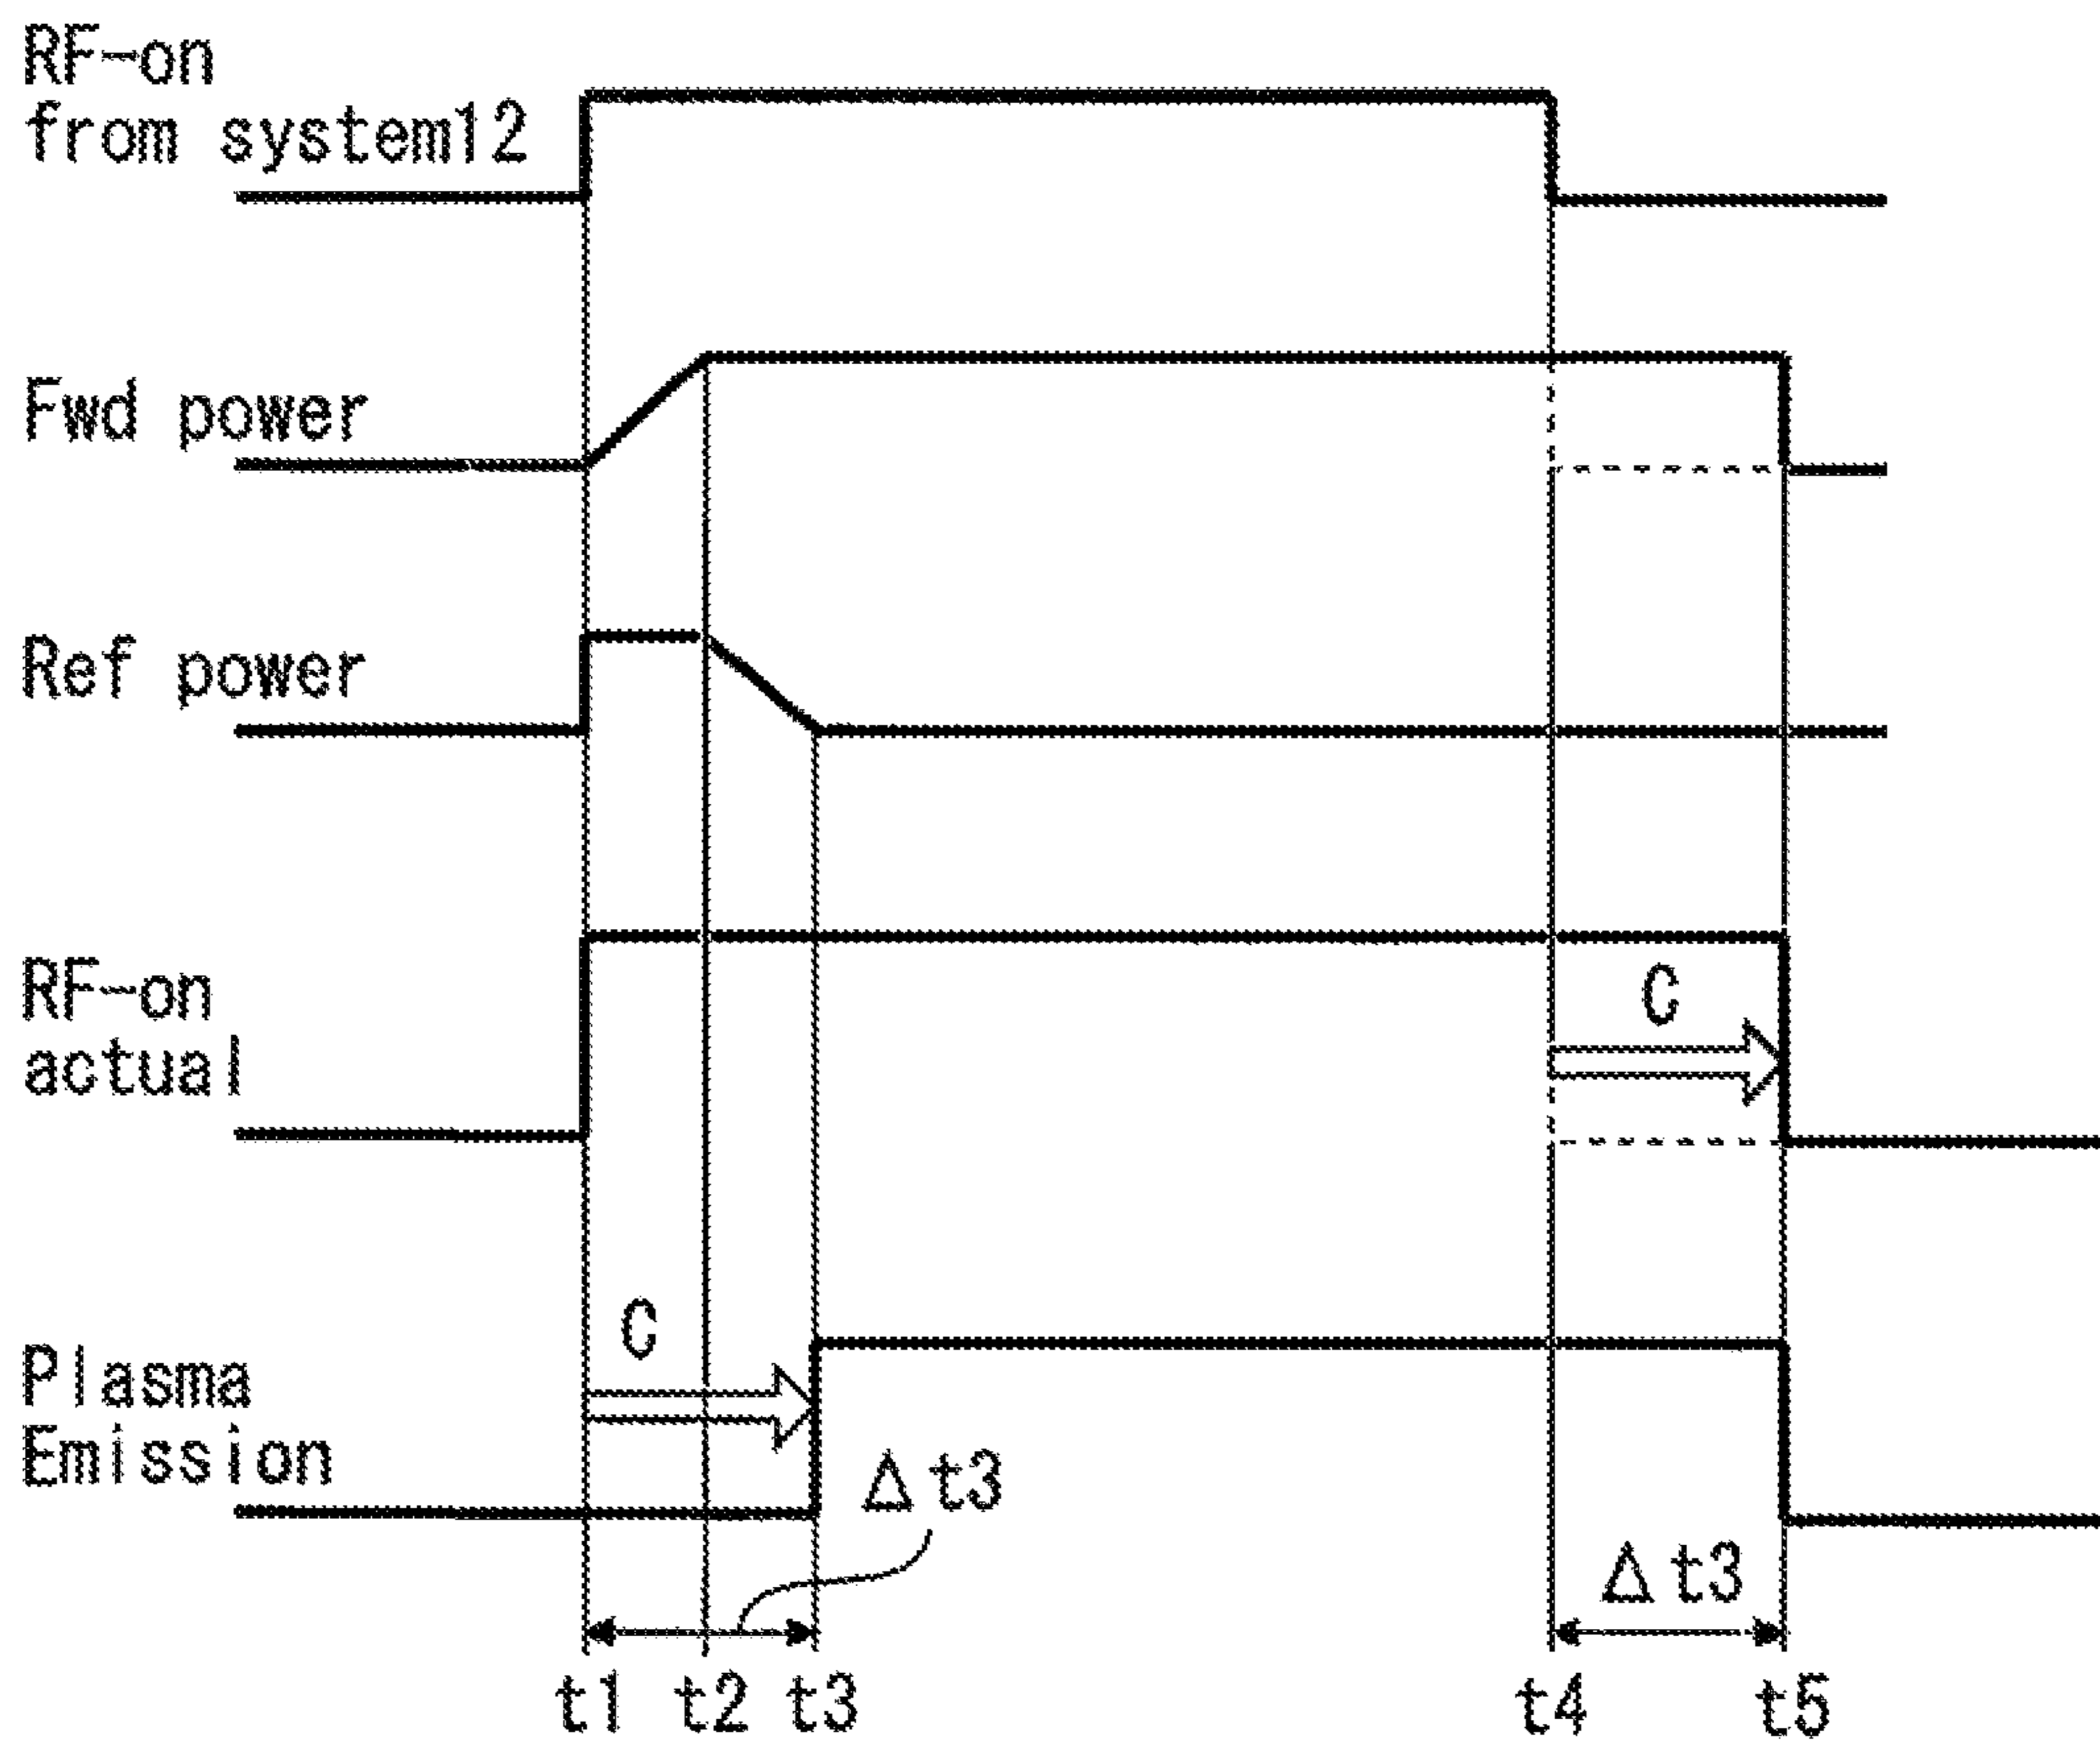 RF-on
from system12
Fwd power
Ref power
RF-on
actual
C
C
Plasma
Emission
Δt3
Δt3
t1 t2 t3 t4 t5